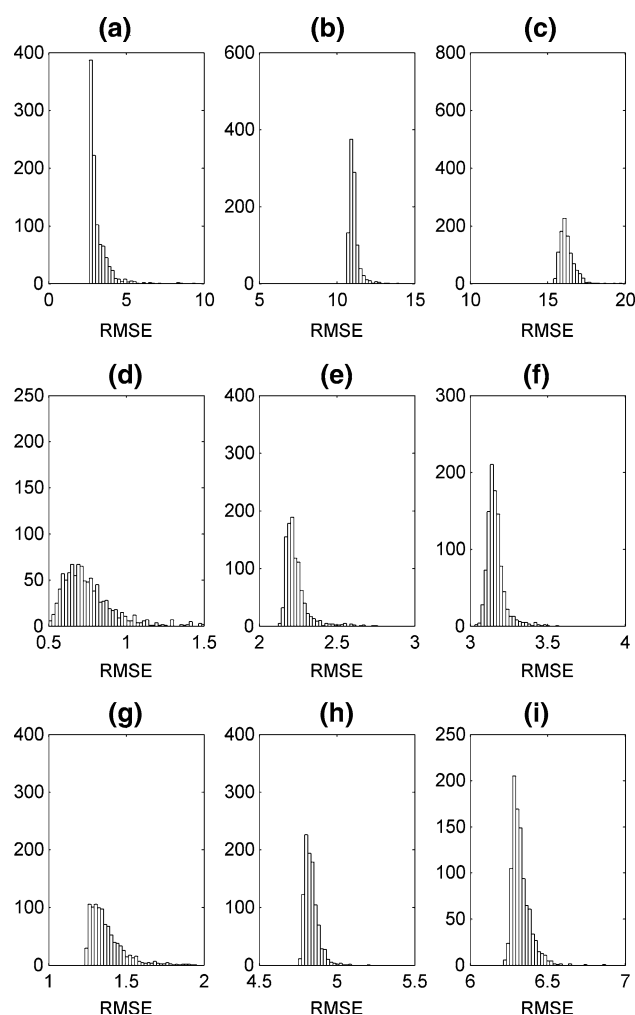 (a) (b) (c)
400 600 800
300 600
400
200 400
200
100 200
0 0 0
0 5 10 5 10 15 10 15 20
RMSE RMSE RMSE
(d) (e) (f)
250 400 300
200 300
200
150
200
100
100
50 100
0 0 0
0.5 1 1.5 2 2.5 3 3 3.5 4
RMSE RMSE RMSE
(g) (h) (i)
400 400 250
300 300 200
150
200 200
100
100 100
50
0 0 0
1 1.5 2 4.5 5 5.5 6 6.5 7
RMSE RMSE RMSE